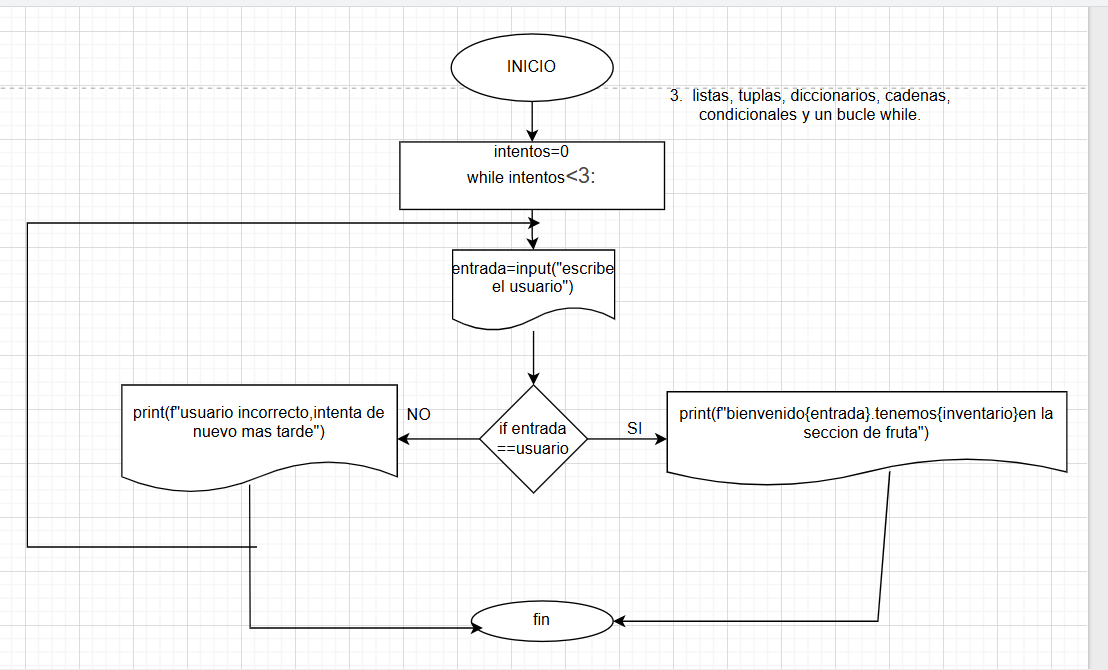 INICIO
3. listas, tuplas, diccionarios, cadenas,
condicionales y un bucle while.
intentos=0
while intentos<3:
entrada=input("escribe
el usuario")
print(f"usuario incorrecto,intenta de
nuevo mas tarde")
NO
if entrada
==usuario
SI
print(f"bienvenido{entrada}.tenemos{inventario}en la
seccion de fruta")
fin